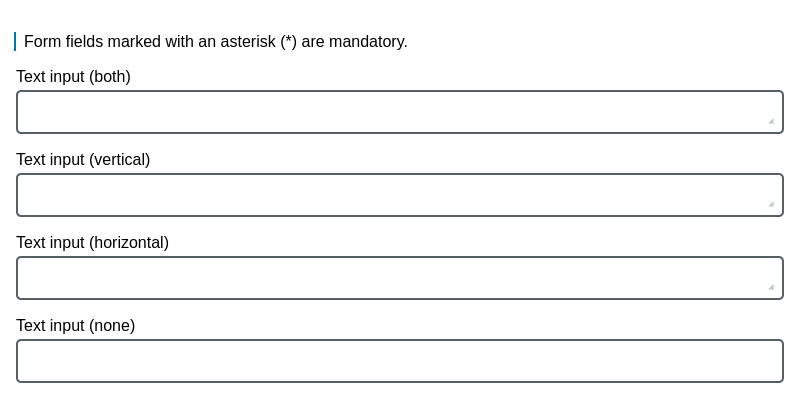 Form fields marked with an asterisk (*) are mandatory.
Text input (both)
Text input (vertical)
Text input (horizontal)
Text input (none)